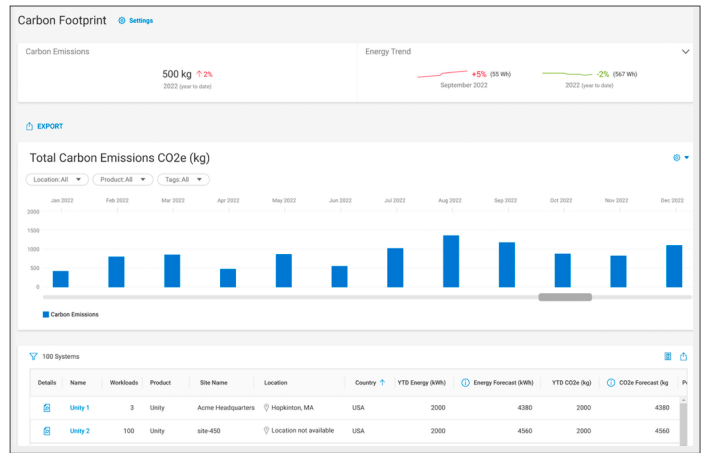 Carbon Footprint Settings
Carbon Emissions
500 kg ↑ 2%
2022 (year to date)
Energy Trend
+5% (55 Wh)
September 2022
-2% (567 Wh)
2022 (year to date)
EXPORT
Total Carbon Emissions CO2e (kg)
Location: All Product: All Tags: All
Jan 2022 Feb 2022 Mar 2022 Apr 2022 May 2022 Jun 2022 Jul 2022 Aug 2022 Sep 2022 Oct 2022 Nov 2022 Dec 2022
2000
1500
1000
500
0
Carbon Emissions
100 Systems
Details Name Workloads Product Site Name Location Country ↑ YTD Energy (kWh) Energy Forecast (kWh) YTD CO2e (kg) CO2e Forecast (kg
Unity 1 3 Unity Acme Headquarters Hopkinton, MA USA 2000 4380 2000 4380
Unity 2 100 Unity site-450 Location not available USA 2000 4560 2000 4560